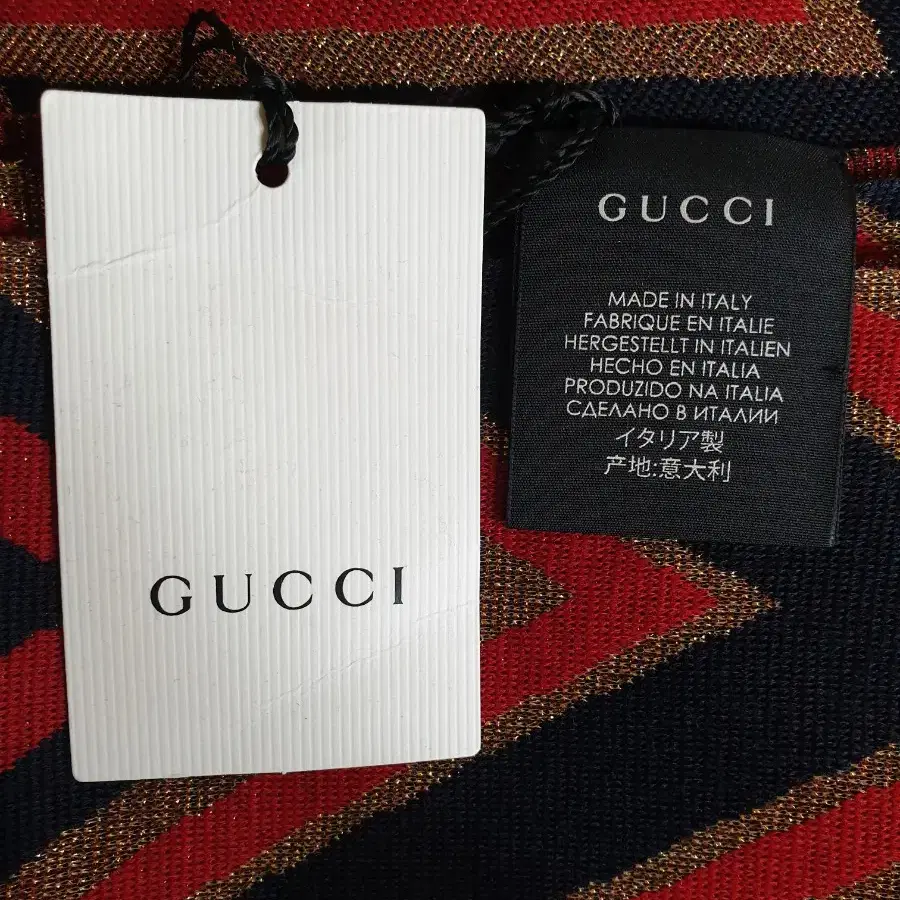 GUCCI
GUCCI
MADE IN ITALY
FABRIQUE EN ITALIE
HERGESTELLT IN ITALIEN
HECHO EN ITALIA
PRODUZIDO NA ITALIA
СДЕЛАНО В ИТАЛИИ
イタリア製
产地:意大利